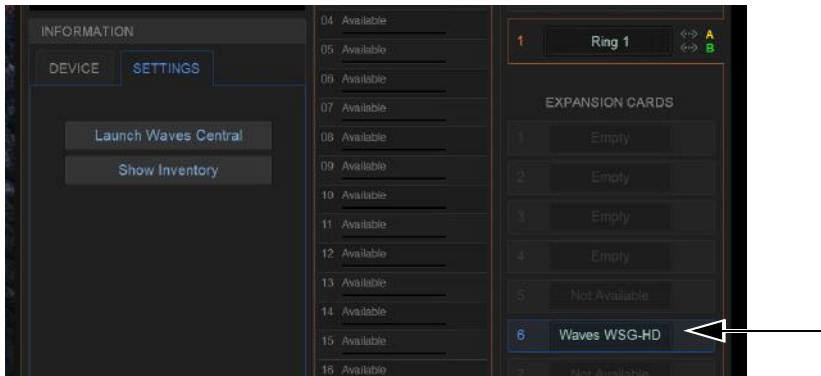 INFORMATION
DEVICE SETTINGS
Launch Waves Central
Show Inventory
04 Available
05 Available
06 Available
07 Available
08 Available
09 Available
10 Available
11 Available
12 Available
13 Available
14 Available
15 Available
16 Available
1 Ring 1 A
B
EXPANSION CARDS
1 Empty
2 Empty
3 Empty
4 Empty
5 Not Available
6 Waves WSG-HD
7 Not Available